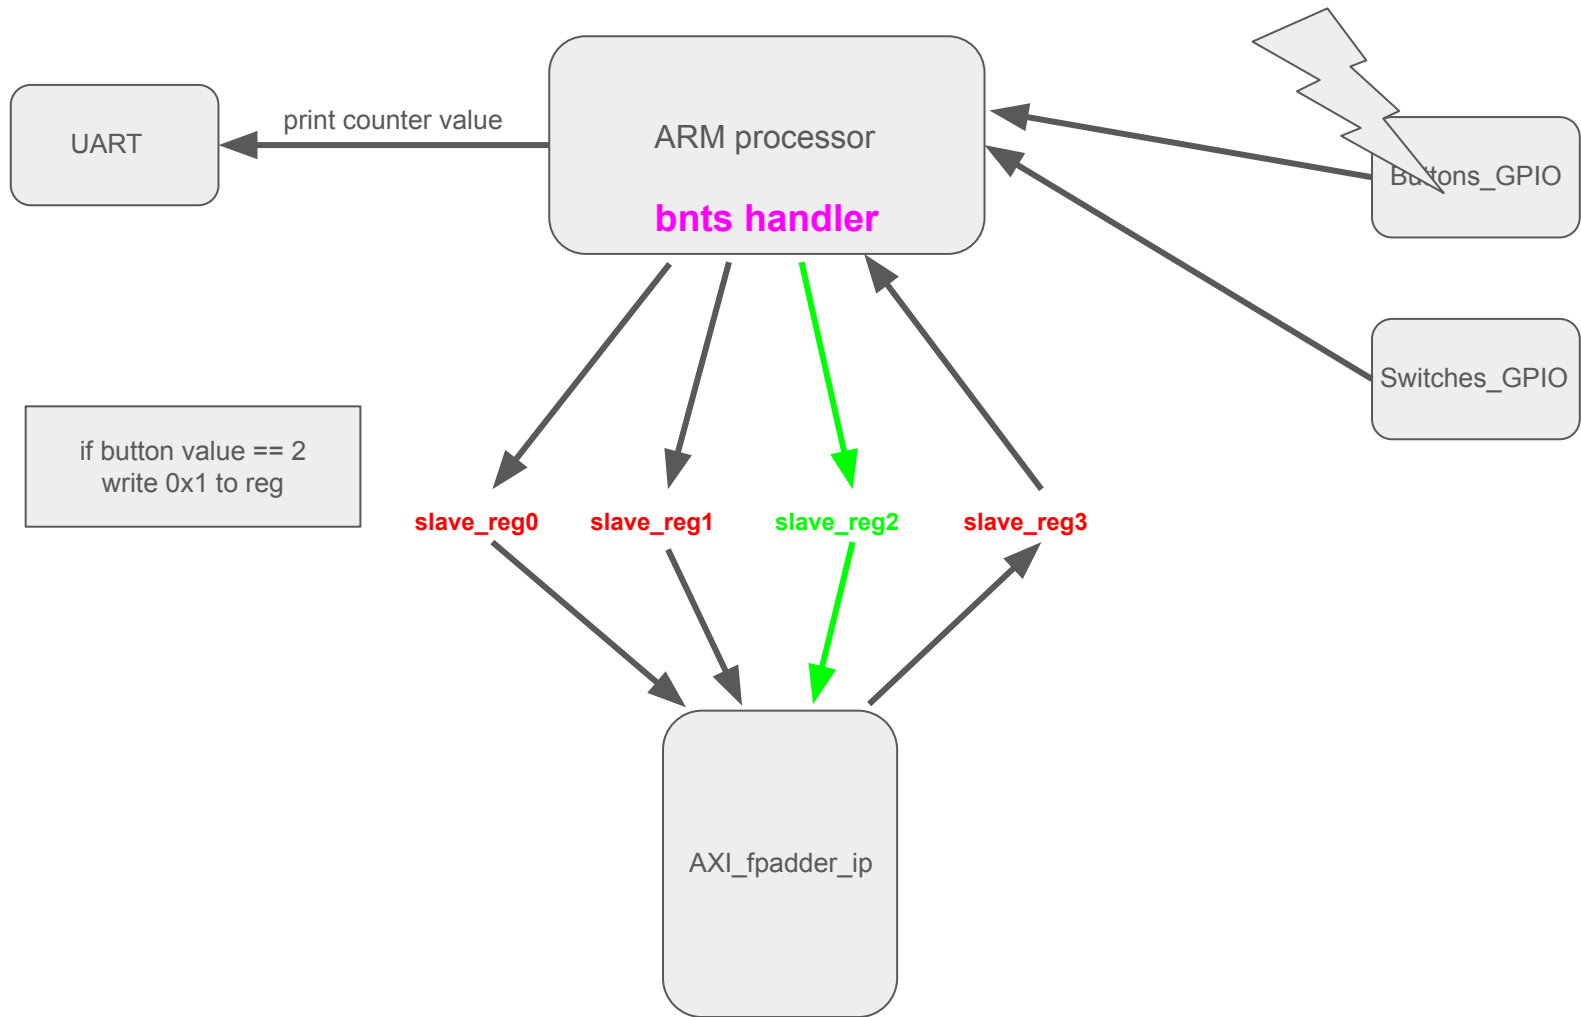 UART
print counter value
ARM processor
bnts handler
Buttons_GPIO
Switches_GPIO
if button value == 2
write 0x1 to reg
slave_reg0
slave_reg1
slave_reg2
slave_reg3
AXI_fpadder_ip